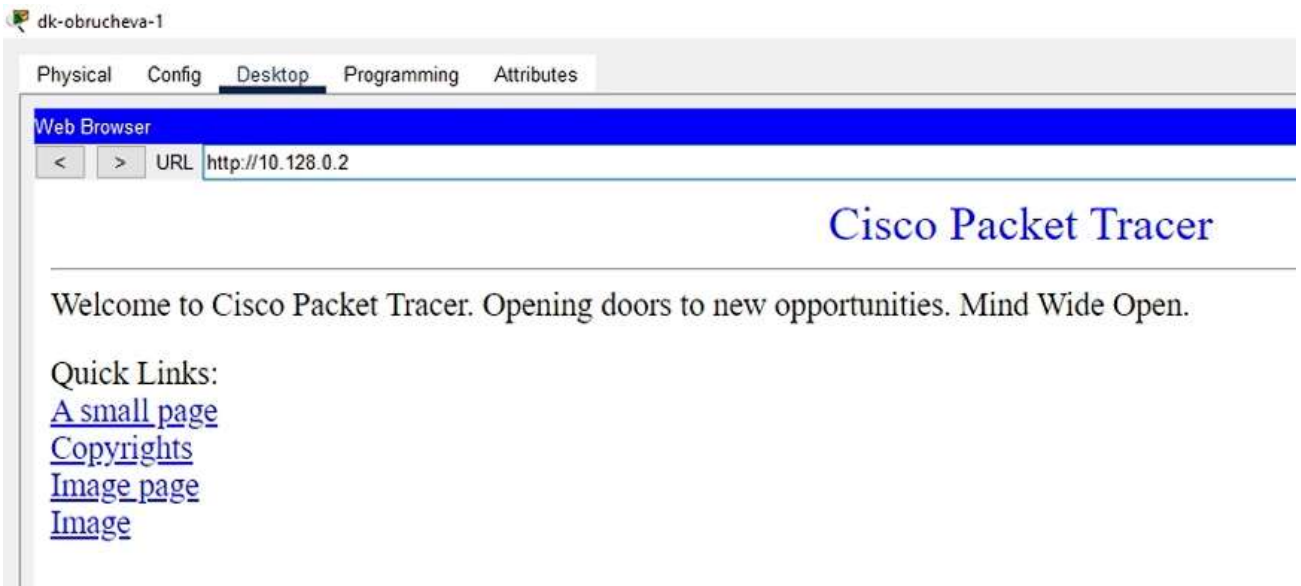 dk-obrucheva-1
Physical Config Desktop Programming Attributes
Web Browser
< > URL http://10.128.0.2
Cisco Packet Tracer
Welcome to Cisco Packet Tracer. Opening doors to new opportunities. Mind Wide Open.
Quick Links:
A small page
Copyrights
Image page
Image